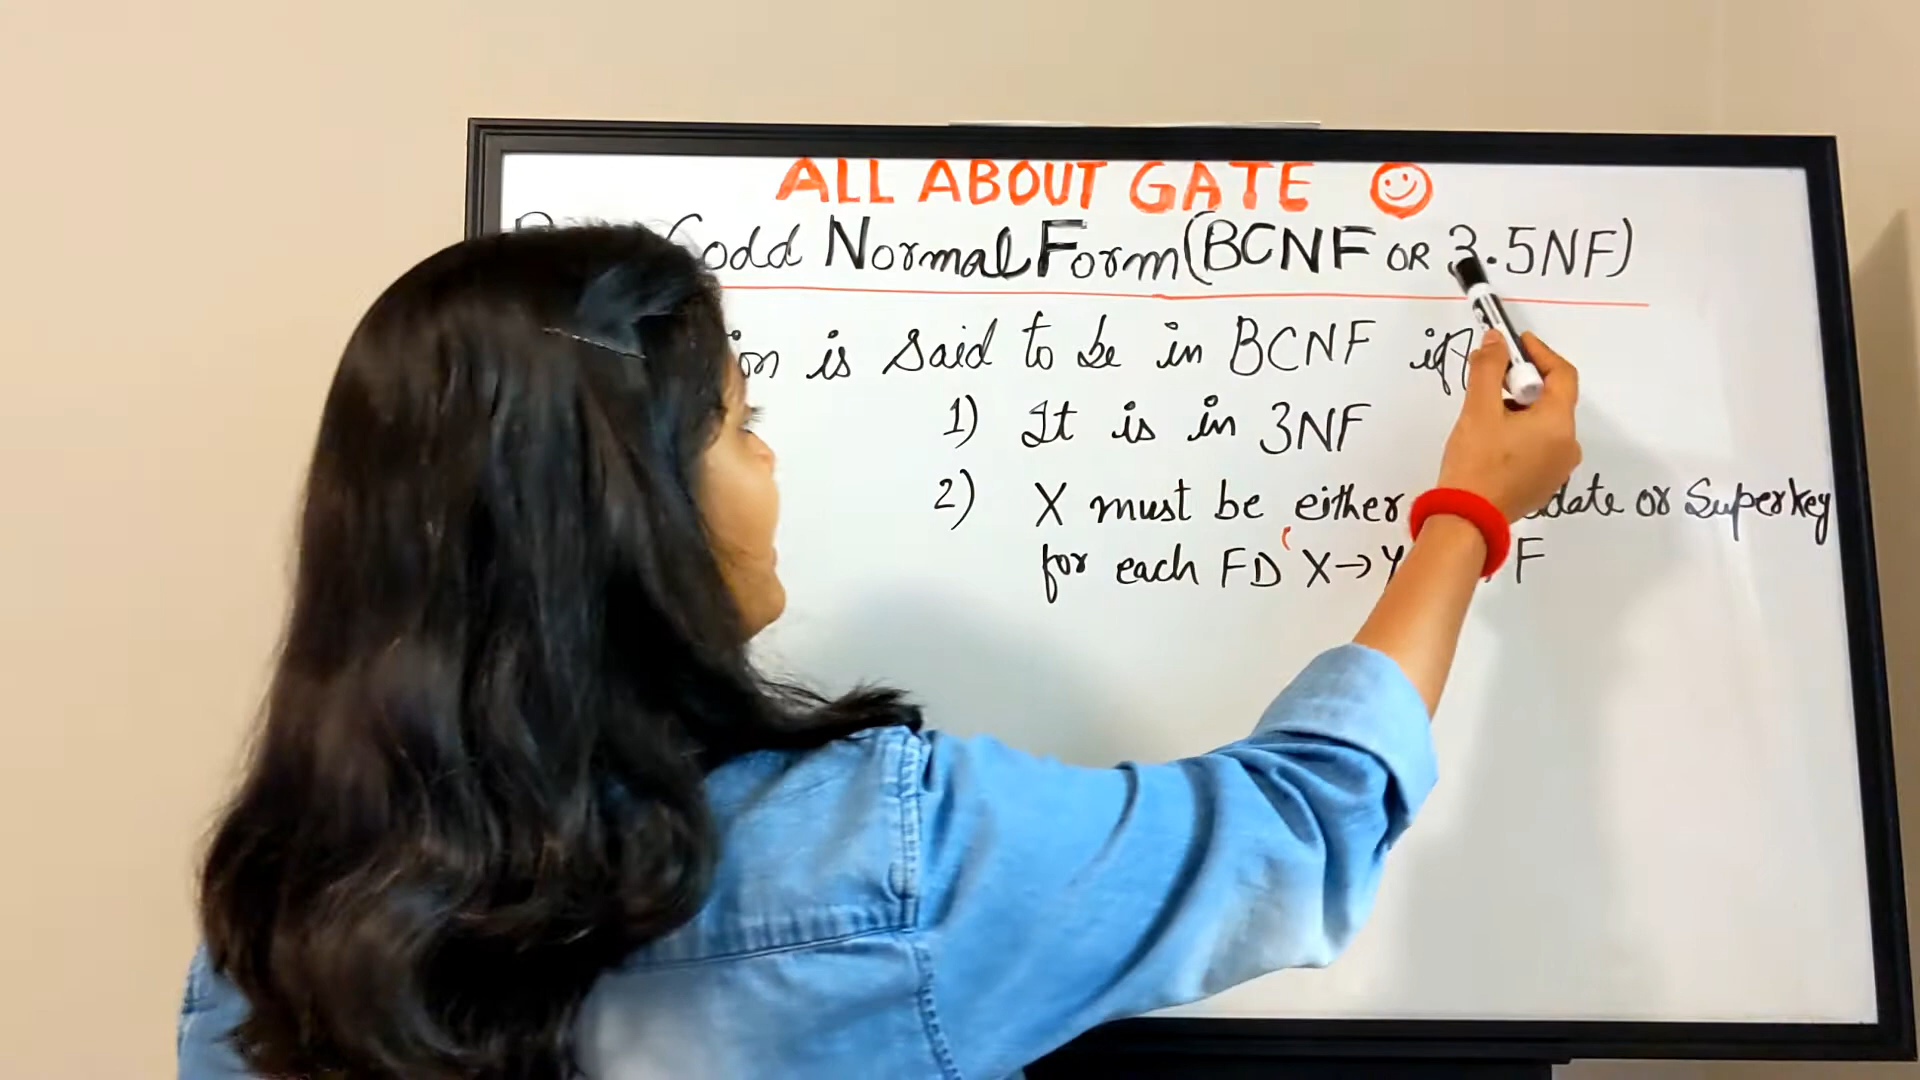 ALL ABOUT GATE
Codd Normal Form (BCNF OR 3.5NF)
is said to be in BCNF
1) It is in 3NF
2) X must be either or Superkey
for each FD X→Y F